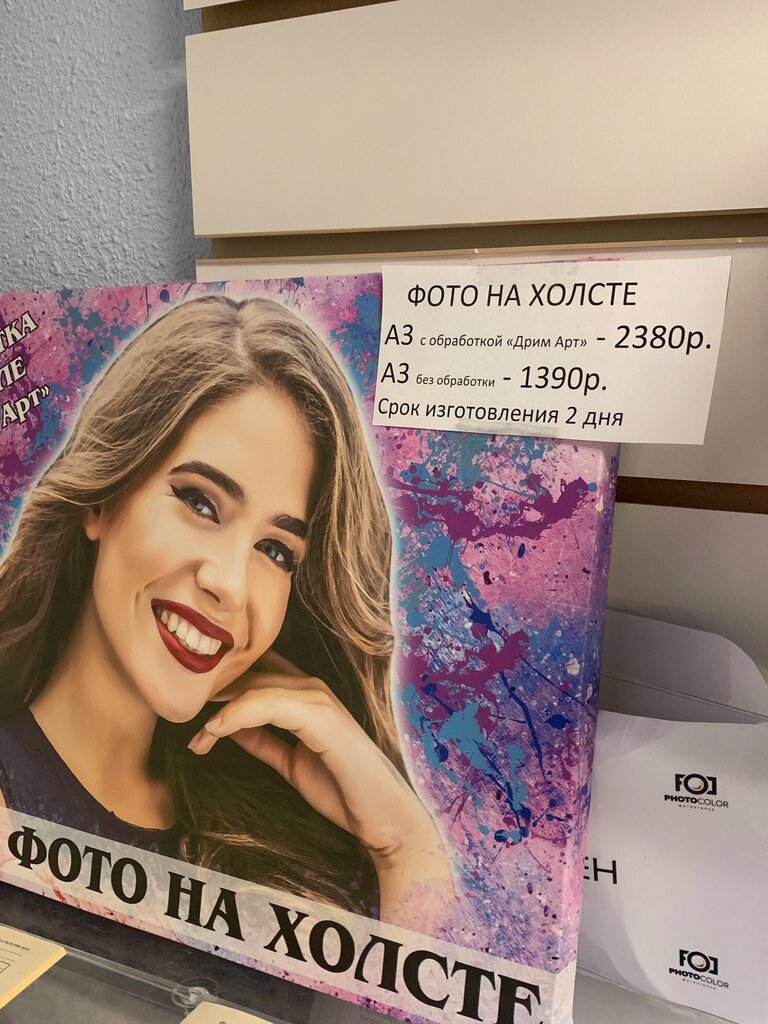 ФОТО НА ХОЛСТЕ
А3 с обработкой «Дрим Арт» - 2380р.
А3 без обработки - 1390р.
Срок изготовления 2 дня
Арт»
ФОТО НА ХОЛСТЕ
PHOTOCOLOR
PHOTOCOLOR